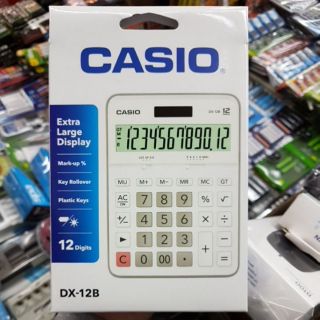 CASIO
Extra
Large
Display
Mark-up %
Key Rollover
Plastic Keys
12 Digits
DX-12B
CASIO
DX-12B 12
123456789012
MU M+ M- MC GT
AC 7 8 9 % √
+/- 4 5 6 × ÷
▶ 1 2 3 + -
C 0 00 · =